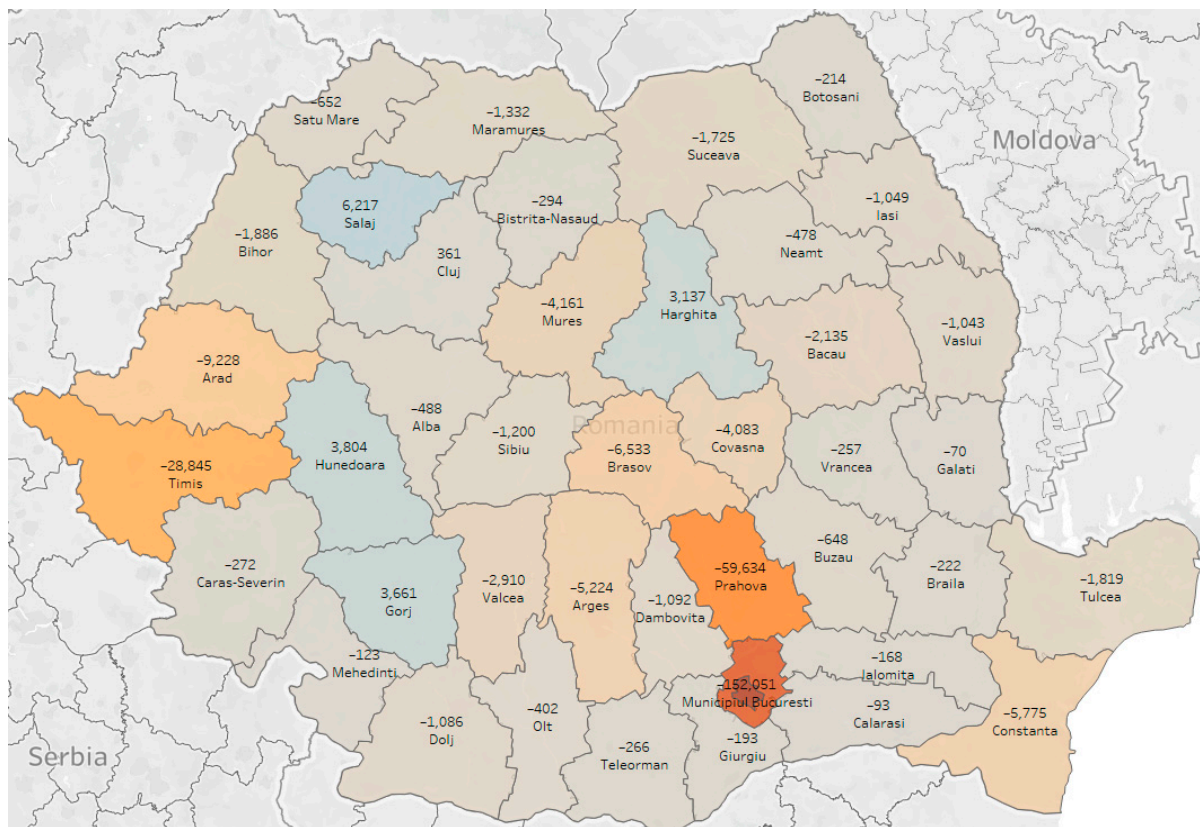 −214
Botosani
−652
Satu Mare
−1,332
Maramures
−1,725
Suceava
Moldova
6,217
Salaj
−294
Bistrita-Nasaud
−1,049
Iasi
−1,886
Bihor
361
Cluj
−478
Neamt
−4,161
Mures
3,137
Harghita
−2,135
Bacau
−1,043
Vaslui
−9,228
Arad
−488
Alba
−1,200
Sibiu
Romania
−6,533
Brasov
−4,083
Covasna
−257
Vrancea
−70
Galati
−28,845
Timis
3,804
Hunedoara
−272
Caras-Severin
3,661
Gorj
−2,910
Valcea
−5,224
Arges
−1,092
Dambovita
−59,634
Prahova
−648
Buzau
−222
Braila
−1,819
Tulcea
−123
Mehedinti
−152,051
Municipiul Bucuresti
−168
Ialomita
−93
Calarasi
−5,775
Constanta
−1,086
Dolj
−402
Olt
−266
Teleorman
−193
Giurgiu
Serbia